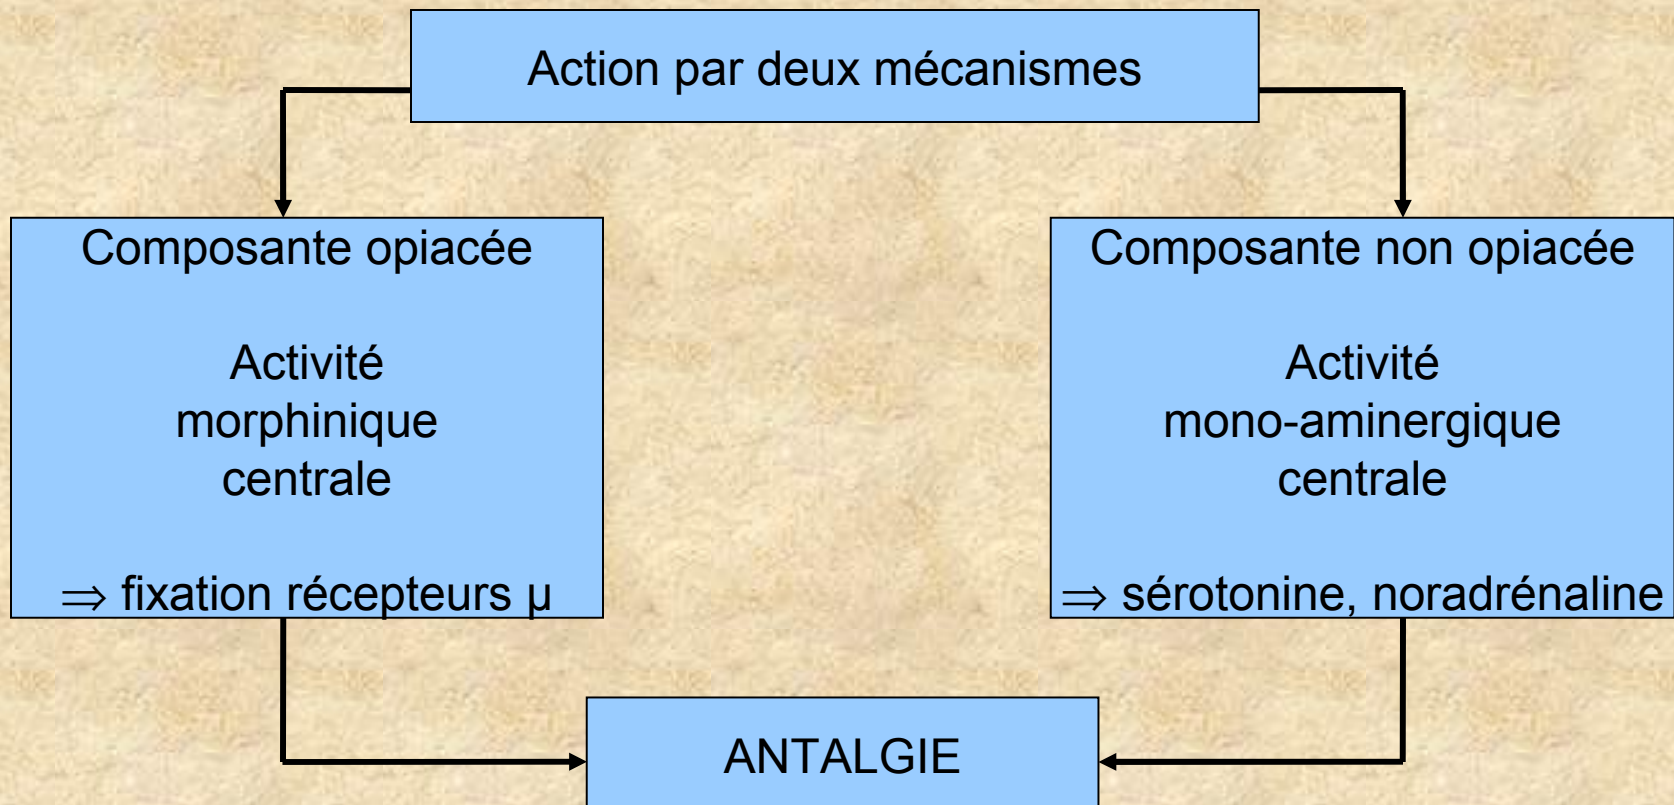 Action par deux mécanismes
Composante opiacée
Activité
morphinique
centrale
⇒ fixation récepteurs µ
Composante non opiacée
Activité
mono-aminergique
centrale
⇒ sérotonine, noradrénaline
ANTALGIE